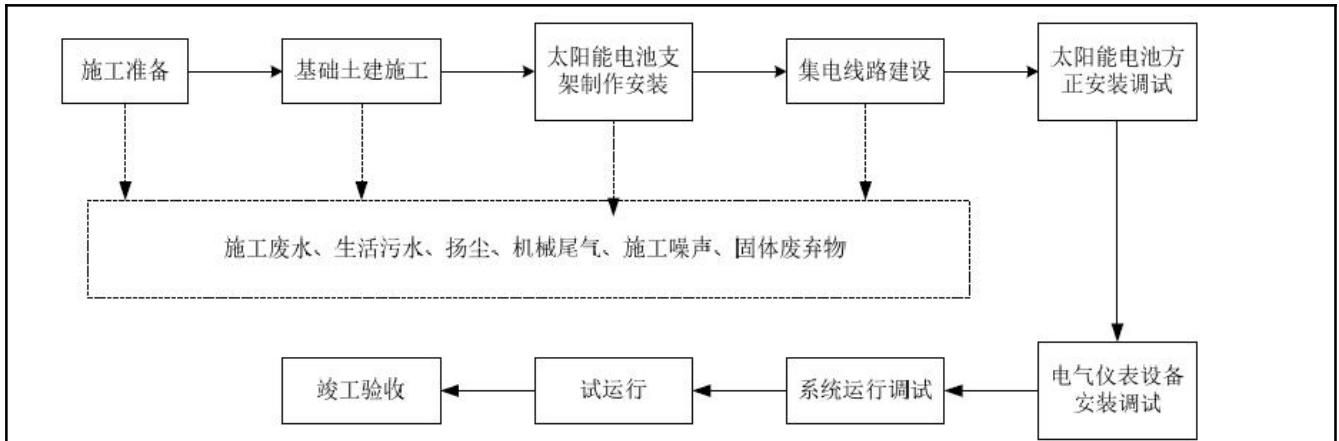 施工准备
基础土建施工
太阳能电池支
架制作安装
集电线路建设
太阳能电池方
正安装调试
施工废水、生活污水、扬尘、机械尾气、施工噪声、固体废弃物
竣工验收
试运行
系统运行调试
电气仪表设备
安装调试